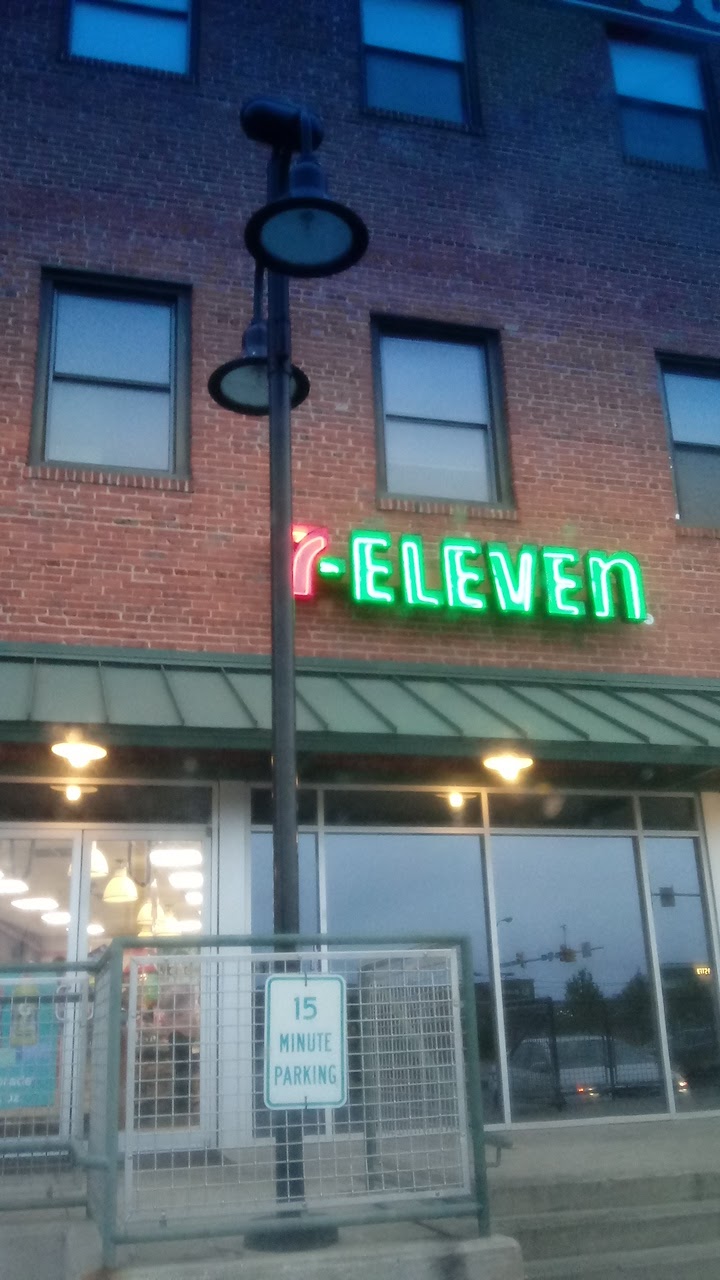 7-ELEVEn
15
MINUTE
PARKING